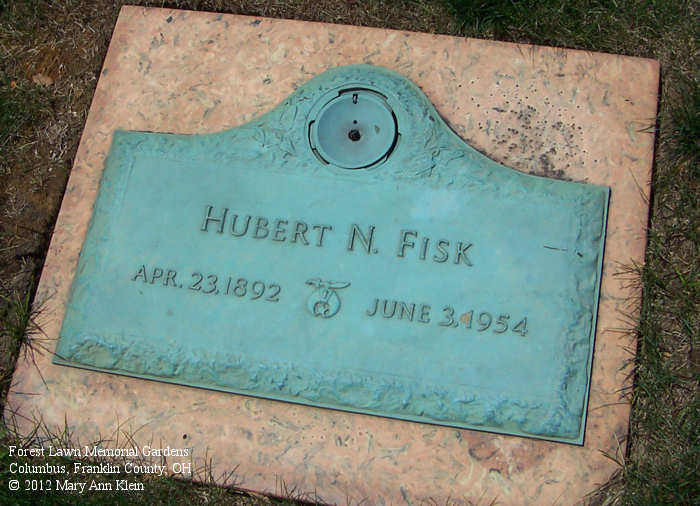 HUBERT N. FISK
APR. 23. 1892 JUNE 3. 1954
Forest Lawn Memorial Gardens
Columbus, Franklin County, OH
© 2012 Mary Ann Klein